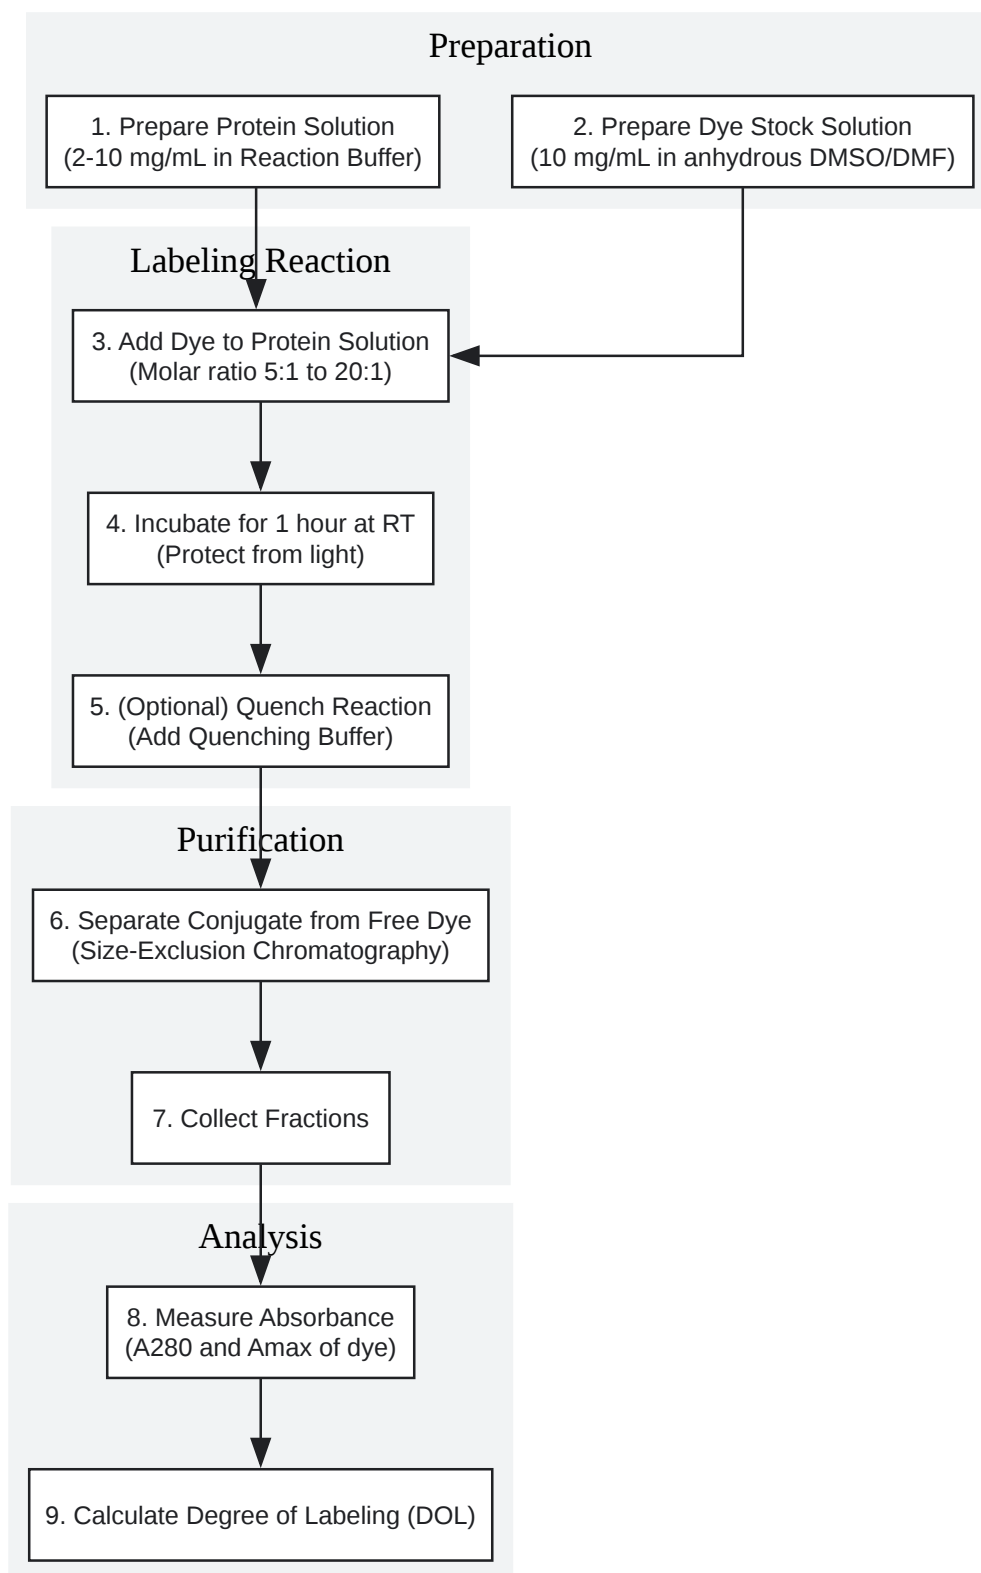 Preparation
1. Prepare Protein Solution
(2-10 mg/mL in Reaction Buffer)
2. Prepare Dye Stock Solution
(10 mg/mL in anhydrous DMSO/DMF)
Labeling Reaction
3. Add Dye to Protein Solution
(Molar ratio 5:1 to 20:1)
4. Incubate for 1 hour at RT
(Protect from light)
5. (Optional) Quench Reaction
(Add Quenching Buffer)
Purification
6. Separate Conjugate from Free Dye
(Size-Exclusion Chromatography)
7. Collect Fractions
Analysis
8. Measure Absorbance
(A280 and Amax of dye)
9. Calculate Degree of Labeling (DOL)